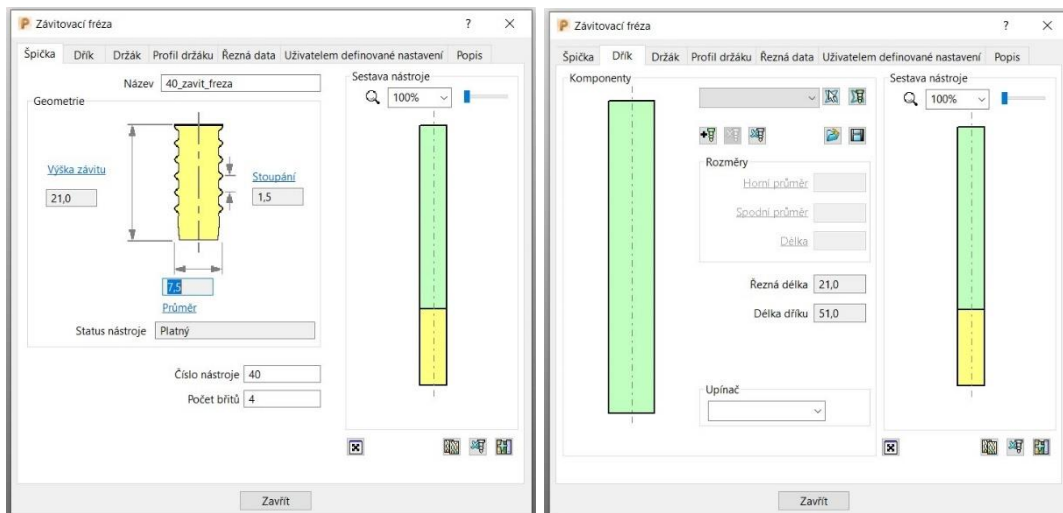 Závitovací fréza
Špička Dřík Držák Profil držáku Řezná data Uživatelem definované nastavení Popis
Název 40_zavit_freza
Geometrie
Výška závitu
21,0
Stoupání
1,5
7,5
Průměr
Status nástroje Platný
Číslo nástroje 40
Počet břitů 4
Sestava nástroje
100%
Zavřít
Závitovací fréza
Špička Dřík Držák Profil držáku Řezná data Uživatelem definované nastavení Popis
Komponenty
Rozměry
Horní průměr
Spodní průměr
Délka
Řezná délka 21,0
Délka dříku 51,0
Upínač
Sestava nástroje
100%
Zavřít